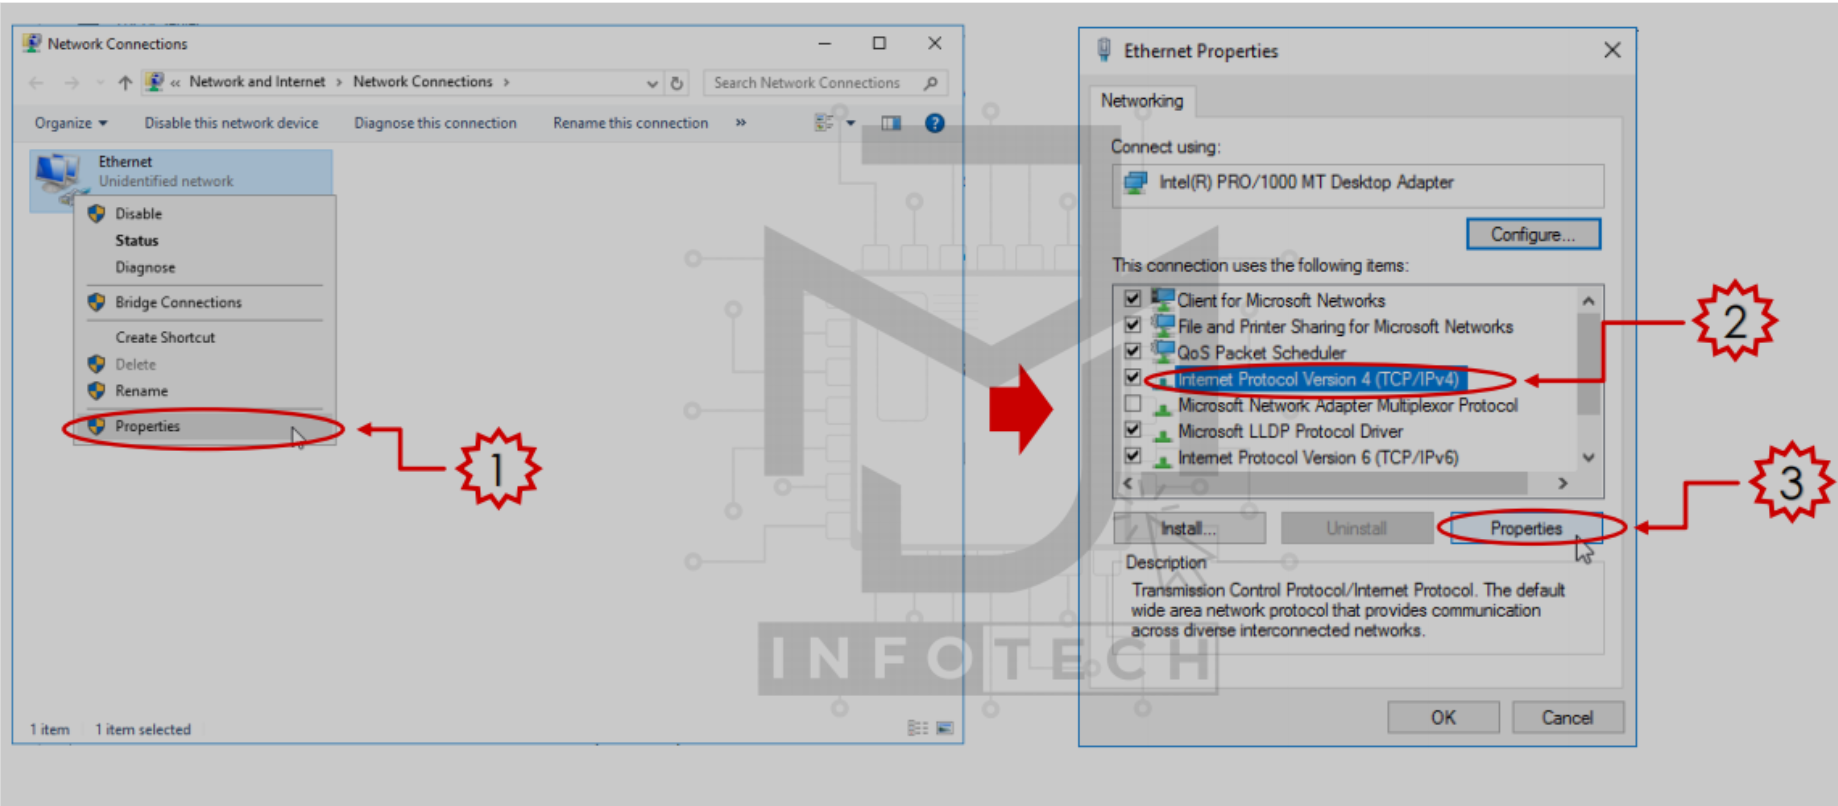 Network Connections
« Network and Internet > Network Connections >
Search Network Connections
Organize
Disable this network device
Diagnose this connection
Rename this connection
»
Ethernet
Unidentified network
Disable
Status
Diagnose
Bridge Connections
Create Shortcut
Delete
Rename
Properties
1
1 item
1 item selected
Ethernet Properties
Networking
Connect using:
Intel(R) PRO/1000 MT Desktop Adapter
Configure...
This connection uses the following items:
Client for Microsoft Networks
File and Printer Sharing for Microsoft Networks
QoS Packet Scheduler
Internet Protocol Version 4 (TCP/IPv4)
Microsoft Network Adapter Multiplexor Protocol
Microsoft LLDP Protocol Driver
Internet Protocol Version 6 (TCP/IPv6)
2
Install...
Uninstall
Properties
3
Description
Transmission Control Protocol/Internet Protocol. The default
wide area network protocol that provides communication
across diverse interconnected networks.
OK
Cancel
INFOTECH